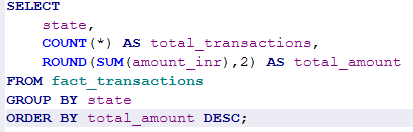 SELECT
    state,
    COUNT(*) AS total_transactions,
    ROUND(SUM(amount_inr),2) AS total_amount
FROM fact_transactions
GROUP BY state
ORDER BY total_amount DESC;